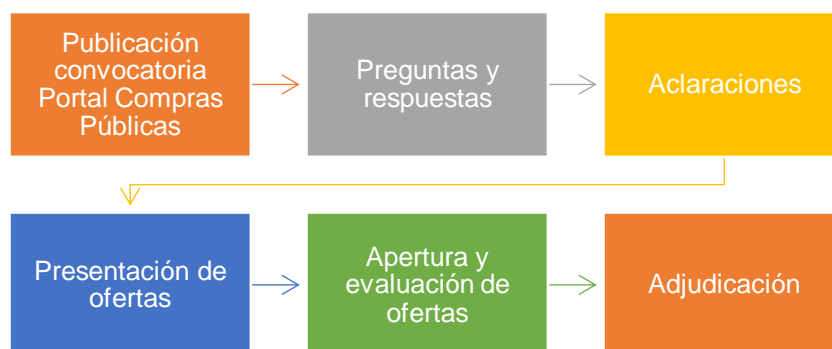 Publicación
convocatoria
Portal Compras
Públicas
Preguntas y
respuestas
Aclaraciones
Presentación de
ofertas
Apertura y
evaluación de
ofertas
Adjudicación